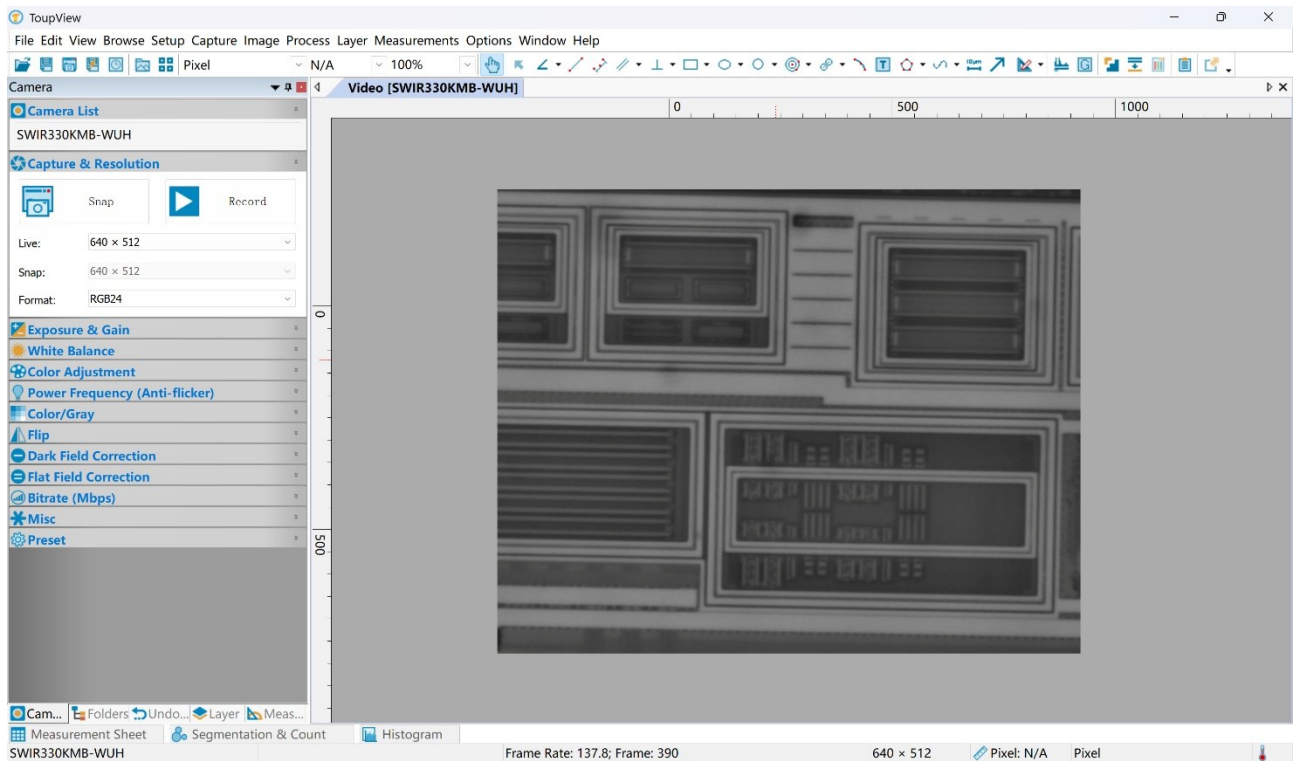 ToupView
File Edit View Browse Setup Capture Image Process Layer Measurements Options Window Help
Pixel N/A 100%
Camera Video [SWIR330KMB-WUH]
Camera List
SWIR330KMB-WUH
Capture & Resolution
Snap Record
Live: 640 × 512
Snap: 640 × 512
Format: RGB24
Exposure & Gain
White Balance
Color Adjustment
Power Frequency (Anti-flicker)
Color/Gray
Flip
Dark Field Correction
Flat Field Correction
Bitrate (Mbps)
Misc
Preset
0 500 1000
0
500
Cam... Folders Undo... Layer Meas...
Measurement Sheet Segmentation & Count Histogram
SWIR330KMB-WUH Frame Rate: 137.8; Frame: 390 640 × 512 Pixel: N/A Pixel